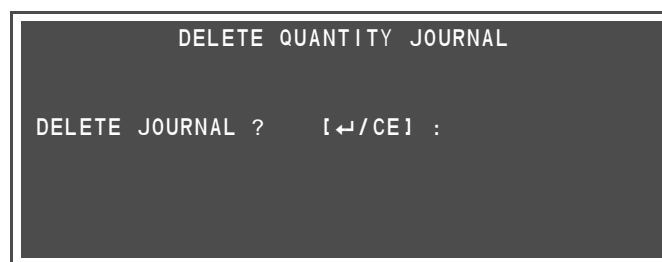 DELETE QUANTITY JOURNAL
DELETE JOURNAL ? [↵/CE] :